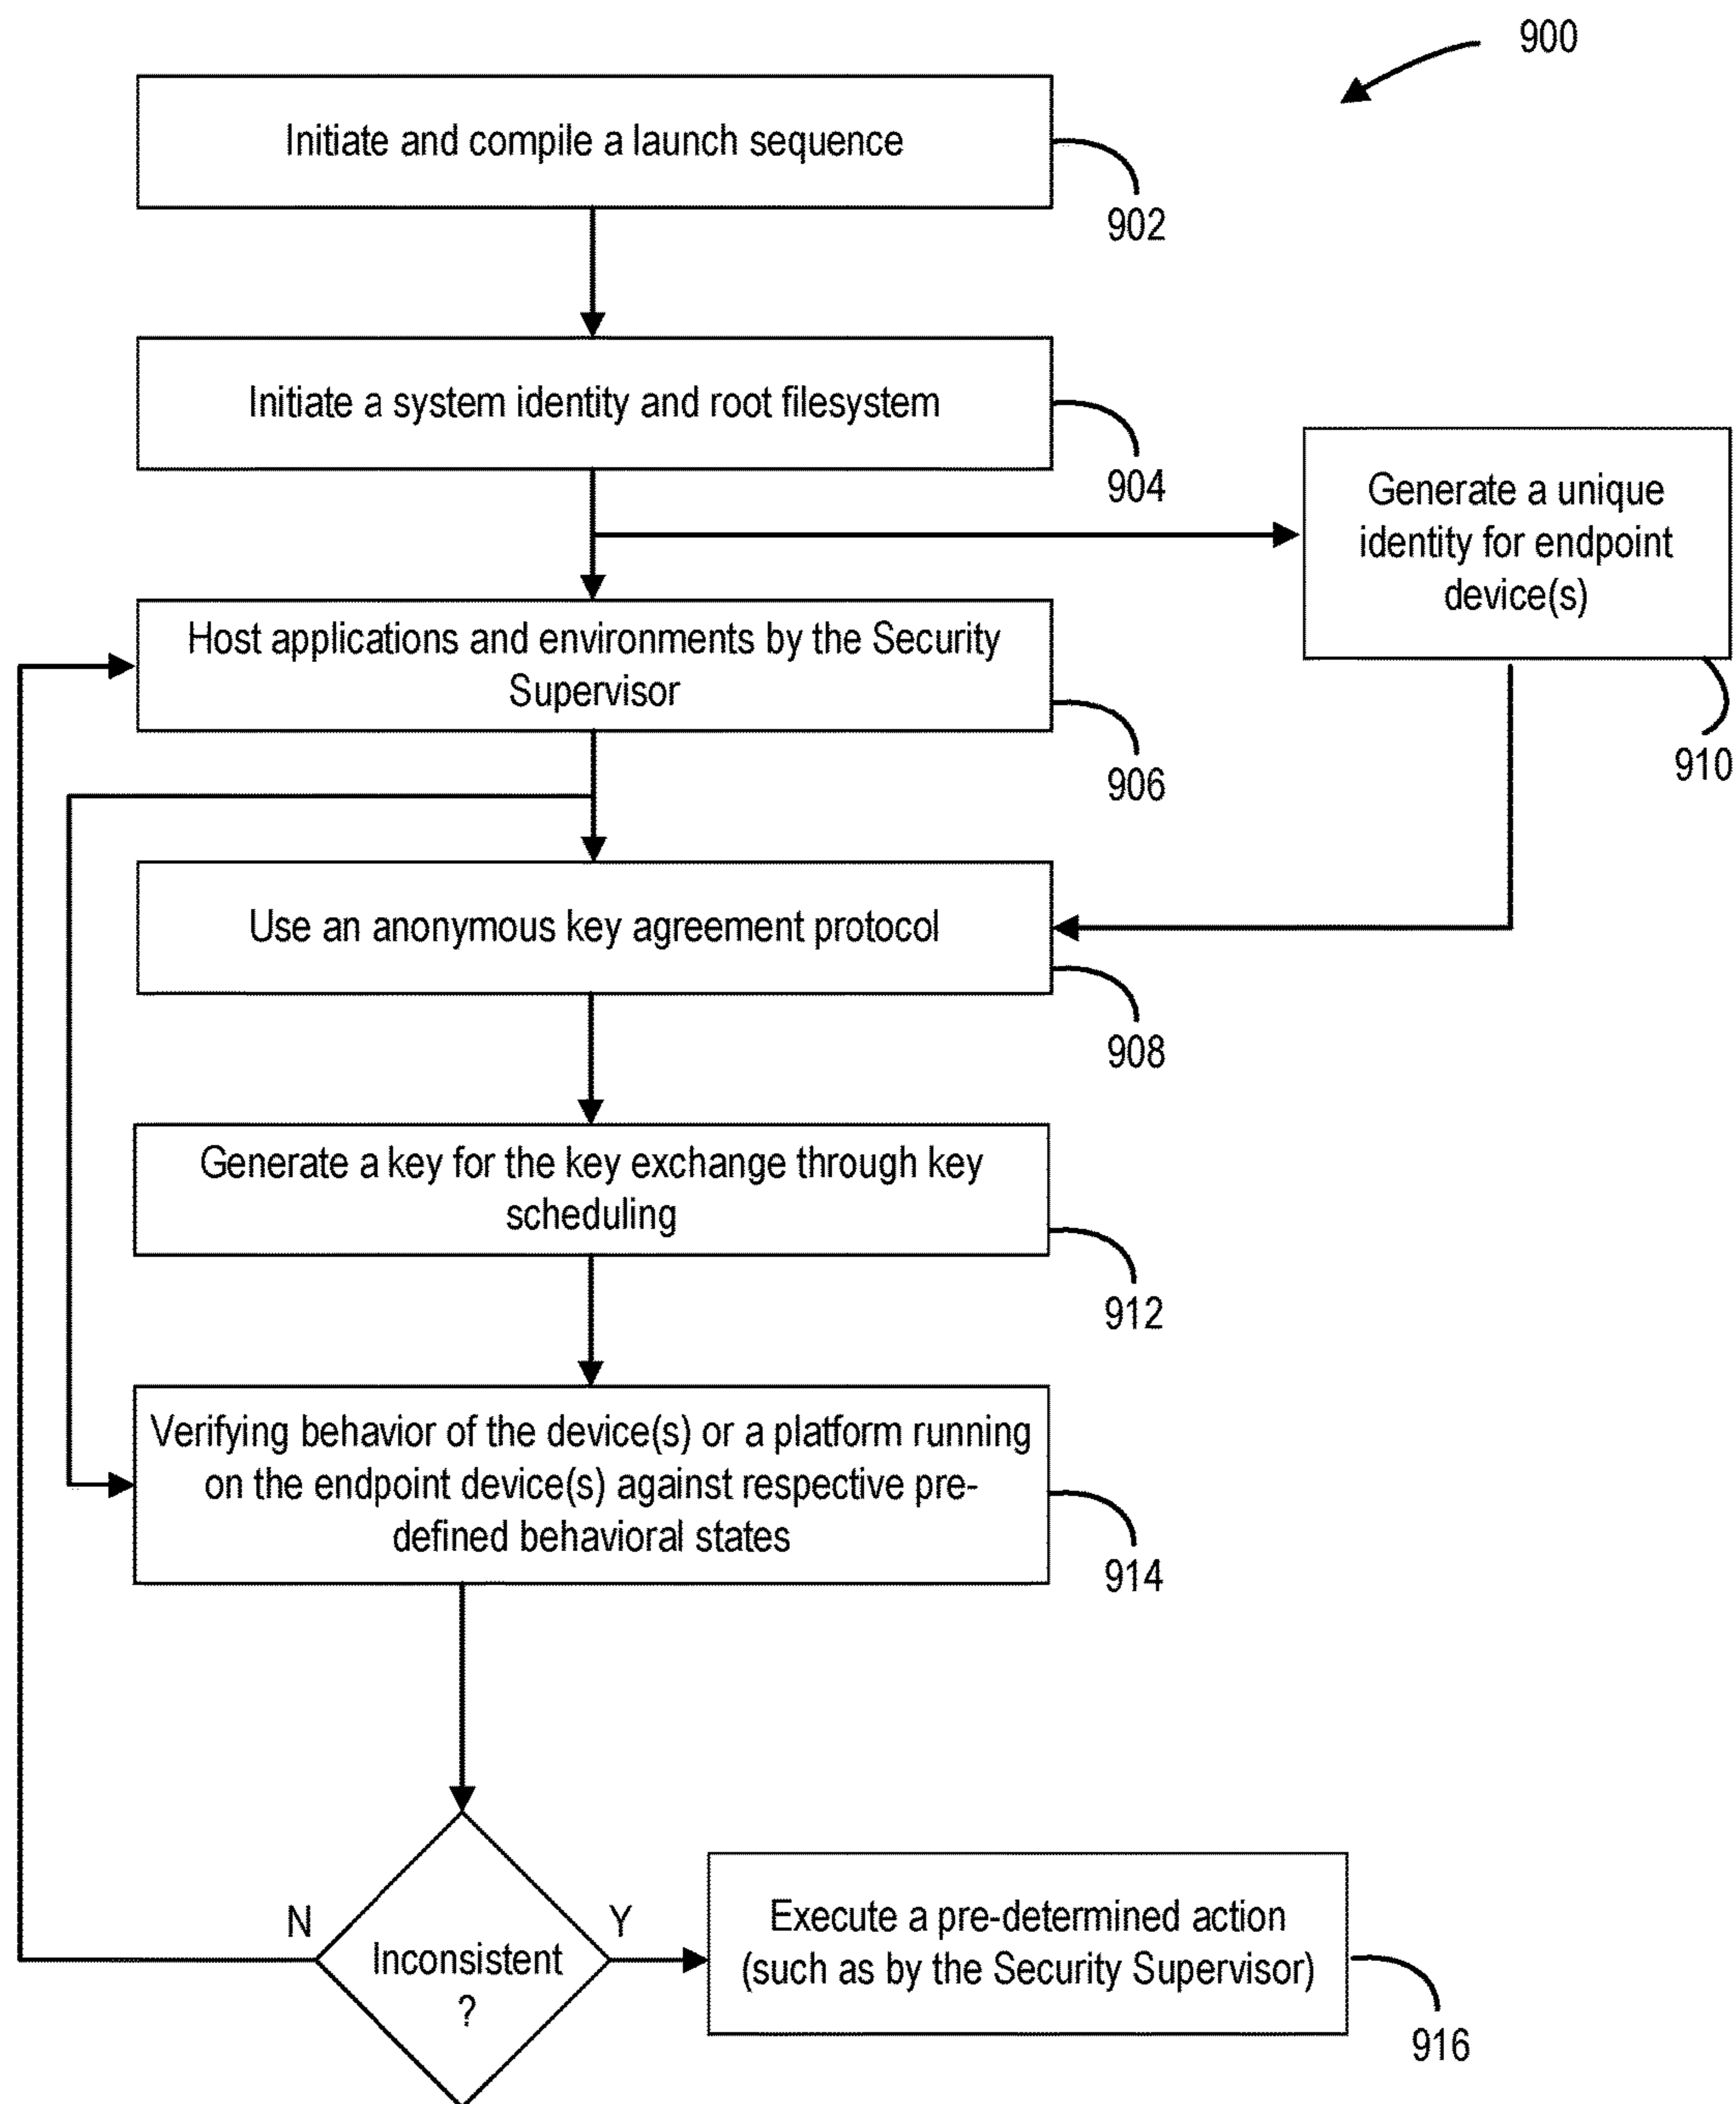 900
Initiate and compile a launch sequence
902
Initiate a system identity and root filesystem
904
Generate a unique
identity for endpoint
device(s)
910
Host applications and environments by the Security
Supervisor
906
Use an anonymous key agreement protocol
908
Generate a key for the key exchange through key
scheduling
912
Verifying behavior of the device(s) or a platform running
on the endpoint device(s) against respective pre-
defined behavioral states
914
N
Y
Inconsistent
?
Execute a pre-determined action
(such as by the Security Supervisor)
916